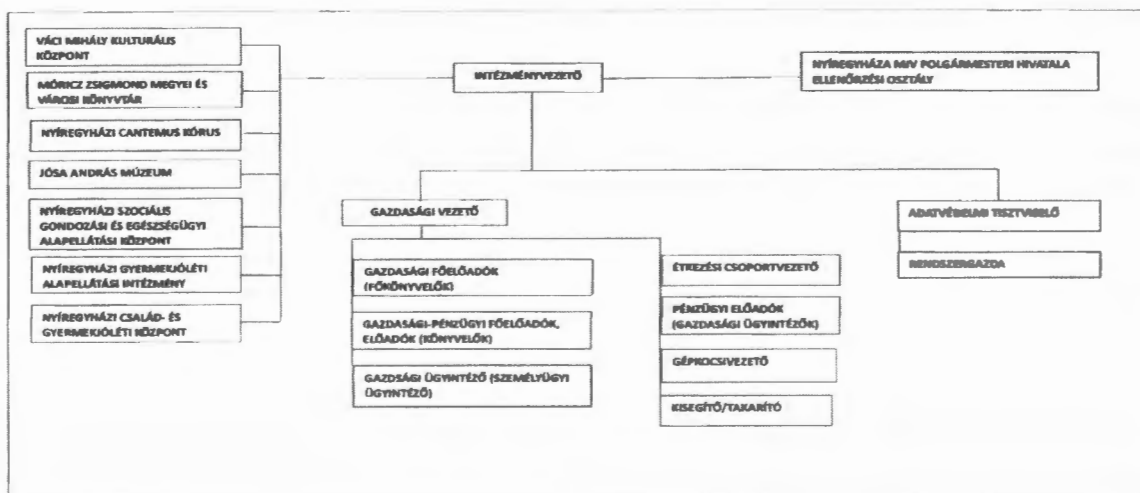 VÁCI MIHÁLY KULTURÁLIS
KÖZPONT
MÓRICZ ZSIGMOND MEGYEI ÉS
VÁROSI KÖNYVTÁR
NYÍREGYHÁZI CANTEMUS KÓRUS
JÓSA ANDRÁS MÚZEUM
NYÍREGYHÁZI SZOCIÁLIS
GONDOZÁSI ÉS EGÉSZSÉGÜGYI
ALAPELLÁTÁSI KÖZPONT
NYÍREGYHÁZI GYERMEKJÓLÉTI
ALAPELLÁTÁSI INTÉZMÉNY
NYÍREGYHÁZI CSALÁD- ÉS
GYERMEKJÓLÉTI KÖZPONT
INTÉZMÉNYVEZETŐ
NYÍREGYHÁZA MJV POLGÁRMESTERI HIVATALA
ELLENŐRZÉSI OSZTÁLY
GAZDASÁGI VEZETŐ
GAZDASÁGI FŐELŐADÓK
(FŐKÖNYVELŐK)
GAZDASÁGI-PÉNZÜGYI FŐELŐADÓK,
ELŐADÓK (KÖNYVELŐK)
GAZDSÁGI ÜGYINTÉZŐ (SZEMÉLYÜGYI
ÜGYINTÉZŐ)
ÉTKEZÉSI CSOPORTVEZETŐ
PÉNZÜGYI ELŐADÓK
(GAZDASÁGI ÜGYINTÉZŐK)
GÉPKOCSIVEZETŐ
KISEGÍTŐ/TAKARÍTÓ
ADATVÉDELMI TISZTVISELŐ
RENDSZERGAZDA